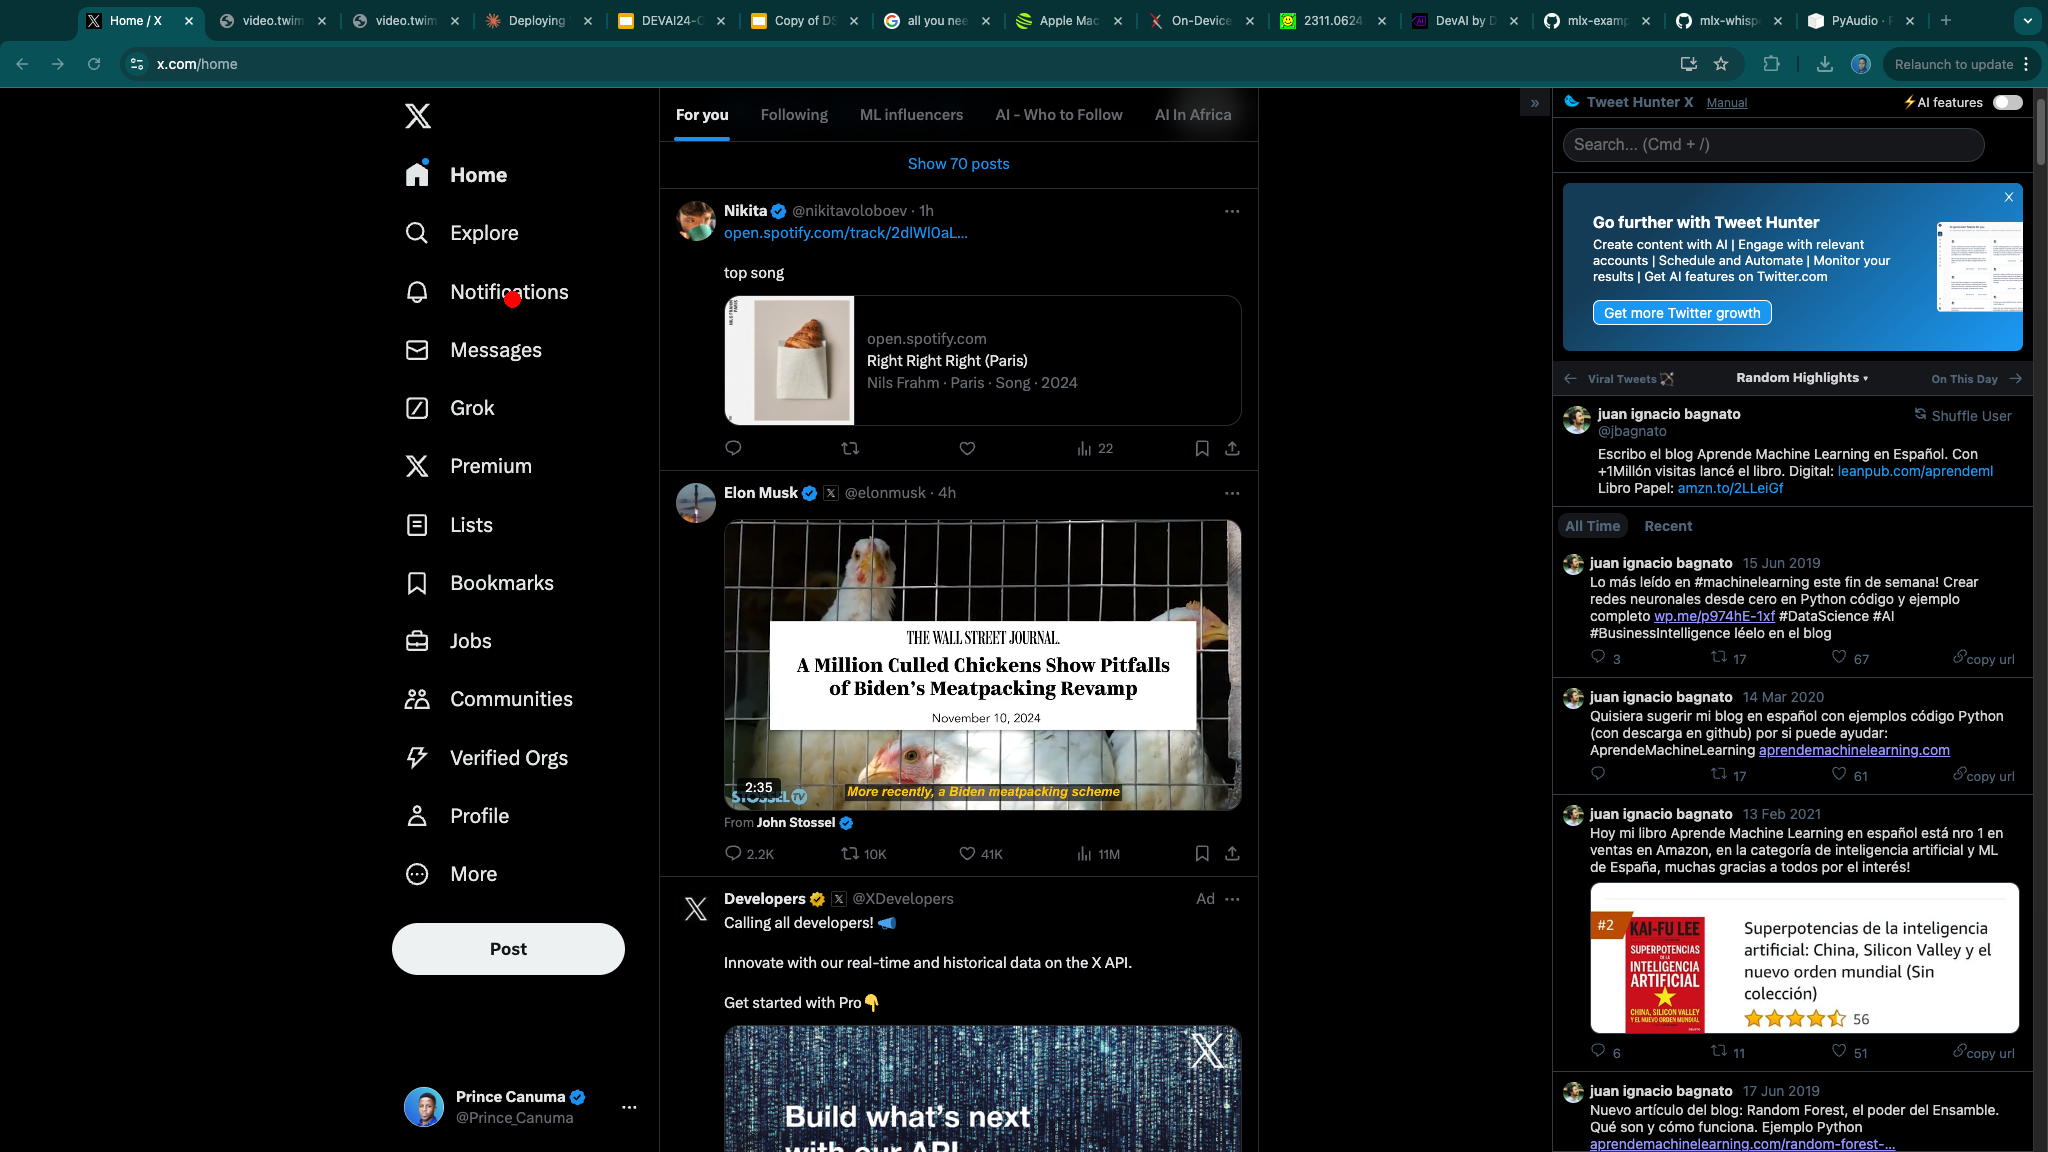 Home / X
video.twim
video.twim
Deploying
DEVAI24-C
Copy of DS
all you nee
Apple Mac
On-Device
2311.0624
DevAI by D
mlx-examp
mlx-whisp
PyAudio ·
x.com/home
Relaunch to update
Home
Explore
Notifications
Messages
Grok
Premium
Lists
Bookmarks
Jobs
Communities
Verified Orgs
Profile
More
Post
Prince Canuma
@Prince_Canuma
For you
Following
ML influencers
AI - Who to Follow
AI In Africa
Show 70 posts
Nikita @nikitavoloboev · 1h
open.spotify.com/track/2dlWl0aL...
top song
open.spotify.com
Right Right Right (Paris)
Nils Frahm · Paris · Song · 2024
22
Elon Musk @elonmusk · 4h
THE WALL STREET JOURNAL.
A Million Culled Chickens Show Pitfalls
of Biden's Meatpacking Revamp
November 10, 2024
2:35
STOSSEL TV
More recently, a Biden meatpacking scheme
From John Stossel
2.2K
10K
41K
11M
Developers @XDevelopers
Ad
Calling all developers! 📣
Innovate with our real-time and historical data on the X API.
Get started with Pro👇
Build what's next
with our API
Tweet Hunter X
Manual
⚡AI features
Search... (Cmd + /)
X
Go further with Tweet Hunter
Create content with AI | Engage with relevant
accounts | Schedule and Automate | Monitor your
results | Get AI features on Twitter.com
Get more Twitter growth
← Viral Tweets🏹
Random Highlights ▾
On This Day →
juan ignacio bagnato
@jbagnato
Shuffle User
Escribo el blog Aprende Machine Learning en Español. Con
+1Millón visitas lancé el libro. Digital: leanpub.com/aprendeml
Libro Papel: amzn.to/2LLeiGf
All Time
Recent
juan ignacio bagnato 15 Jun 2019
Lo más leído en #machinelearning este fin de semana! Crear
redes neuronales desde cero en Python código y ejemplo
completo wp.me/p974hE-1xf #DataScience #AI
#BusinessIntelligence léelo en el blog
3
17
67
copy url
juan ignacio bagnato 14 Mar 2020
Quisiera sugerir mi blog en español con ejemplos código Python
(con descarga en github) por si puede ayudar:
AprendeMachineLearning aprendemachinelearning.com
17
61
copy url
juan ignacio bagnato 13 Feb 2021
Hoy mi libro Aprende Machine Learning en español está nro 1 en
ventas en Amazon, en la categoría de inteligencia artificial y ML
de España, muchas gracias a todos por el interés!
#2
KAI-FU LEE
SUPERPOTENCIAS
DE LA
INTELIGENCIA
ARTIFICIAL
CHINA, SILICON VALLEY
Y EL NUEVO ORDEN MUNDIAL
Superpotencias de la inteligencia
artificial: China, Silicon Valley y el
nuevo orden mundial (Sin
colección)
56
6
11
51
copy url
juan ignacio bagnato 17 Jun 2019
Nuevo artículo del blog: Random Forest, el poder del Ensamble.
Qué son y cómo funciona. Ejemplo Python
aprendemachinelearning.com/random-forest-...